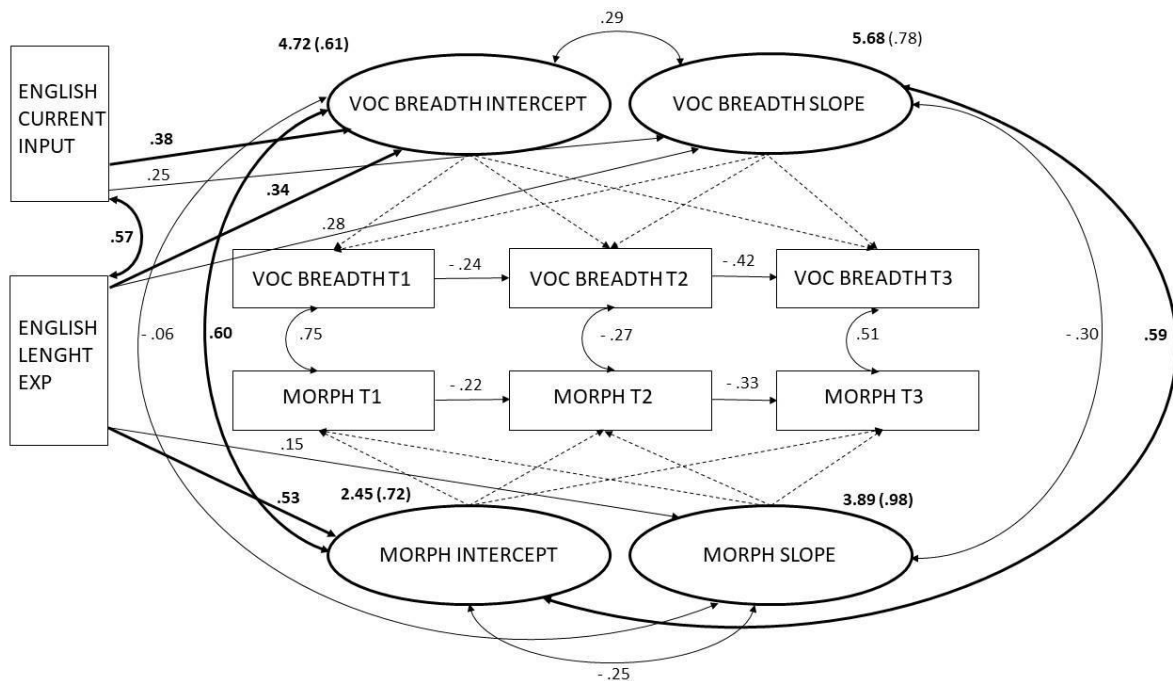 .29
4.72 (.61)
5.68 (.78)
ENGLISH
CURRENT
INPUT
VOC BREADTH INTERCEPT
VOC BREADTH SLOPE
.38
.25
.34
.28
.57
VOC BREADTH T1
- .24
VOC BREADTH T2
- .42
VOC BREADTH T3
ENGLISH
LENGHT
EXP
- .06
.60
.75
- .27
.51
- .30
.59
MORPH T1
- .22
MORPH T2
- .33
MORPH T3
.15
.53
2.45 (.72)
3.89 (.98)
MORPH INTERCEPT
MORPH SLOPE
- .25